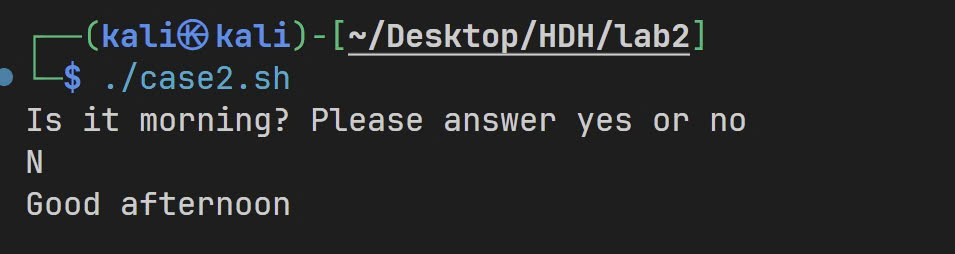 ┌──(kali㉿kali)-[~/Desktop/HDH/lab2]
└─$ ./case2.sh
Is it morning? Please answer yes or no
N
Good afternoon